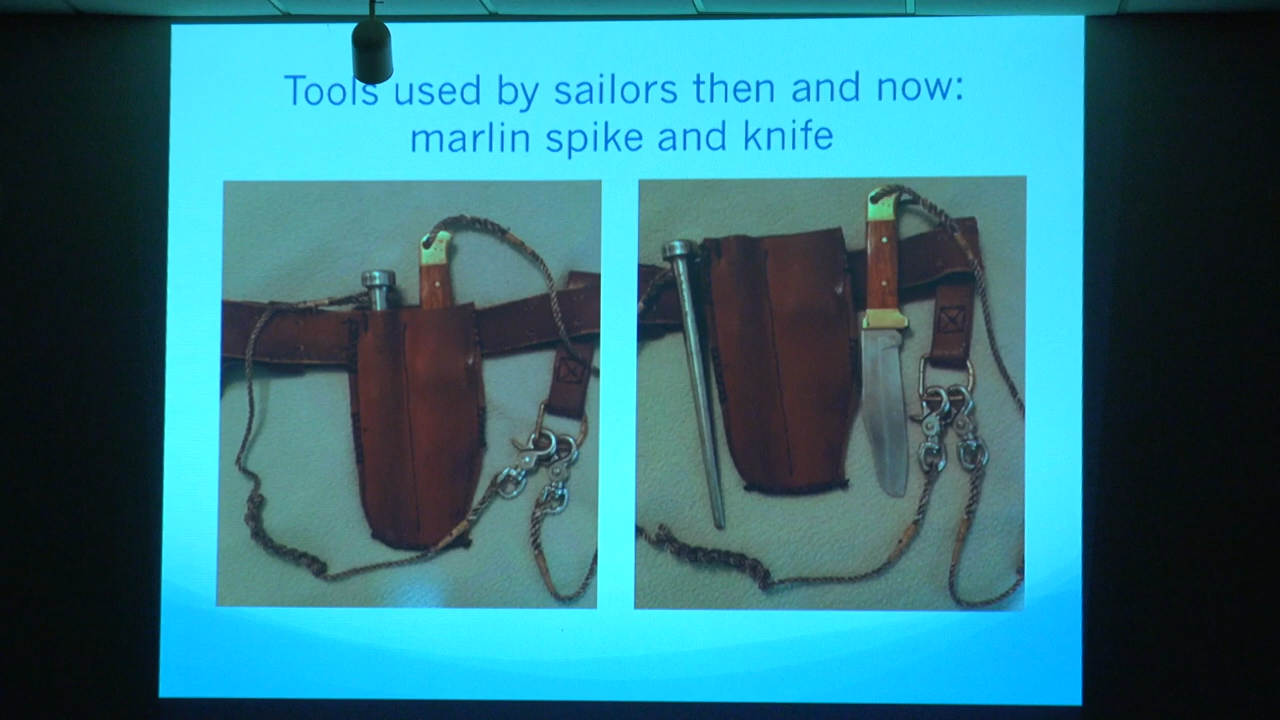 Tools used by sailors then and now:
marlin spike and knife